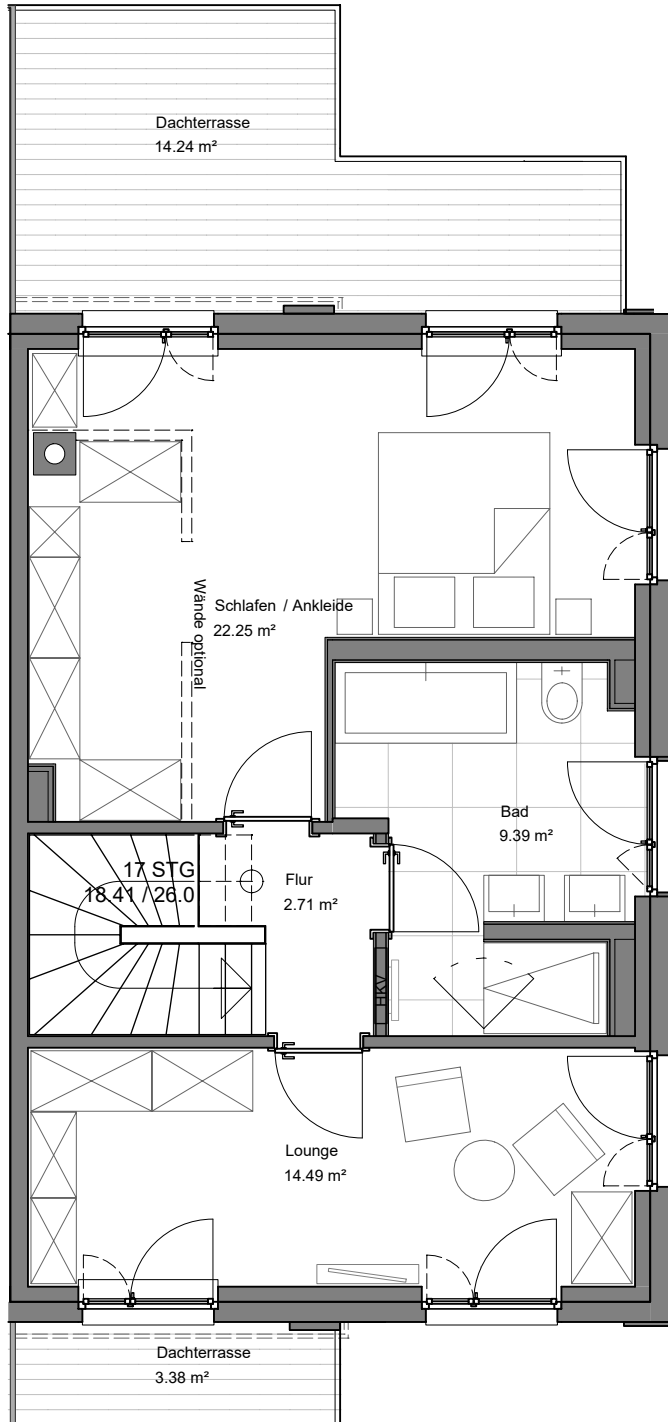 Dachterrasse
14.24 m²
Wände optional
Schlafen / Ankleide
22.25 m²
Bad
9.39 m²
17 STG
18.41 / 26.0
Flur
2.71 m²
HKV
Lounge
14.49 m²
Dachterrasse
3.38 m²